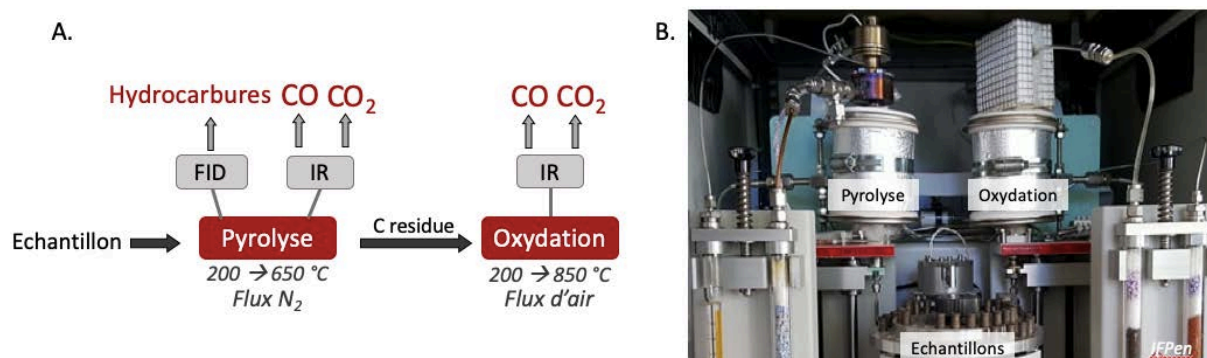 A.
Hydrocarbures CO CO₂
FID
IR
Echantillon
Pyrolyse
200 → 650 °C
Flux N₂
C residue
CO CO₂
IR
Oxydation
200 → 850 °C
Flux d'air
B.
Pyrolyse
Oxydation
Echantillons
IFPen